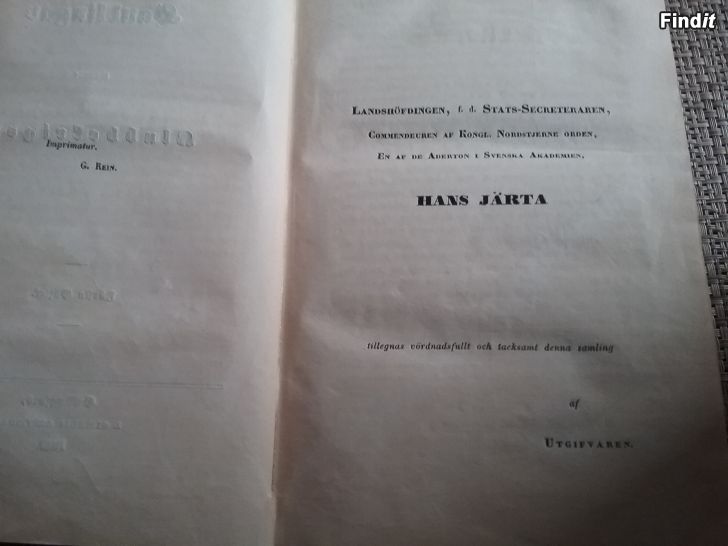 Findit
Imprimatur.
G. Rein.
Landshöfdingen, f. d. Stats-Secreteraren,
Commendeuren af Kongl. Nordstjerne orden,
En af de Aderton i Svenska Akademien,
HANS JÄRTA
tillegnas vördnadsfullt och tacksamt denna samling
af
Utgifvaren.